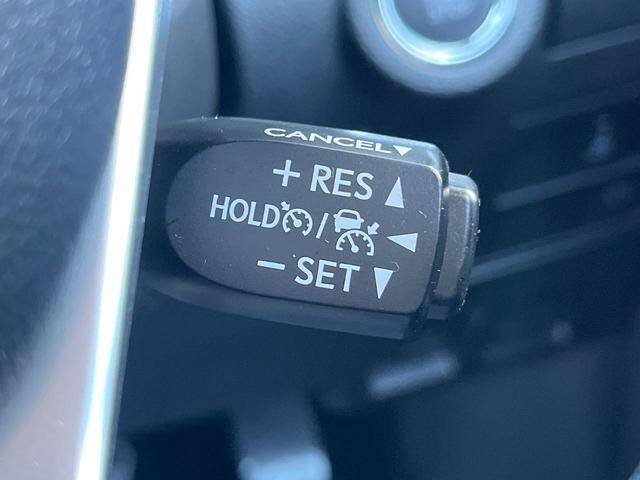 CANCEL▼
+ RES ▲
HOLD / ◀
− SET ▼